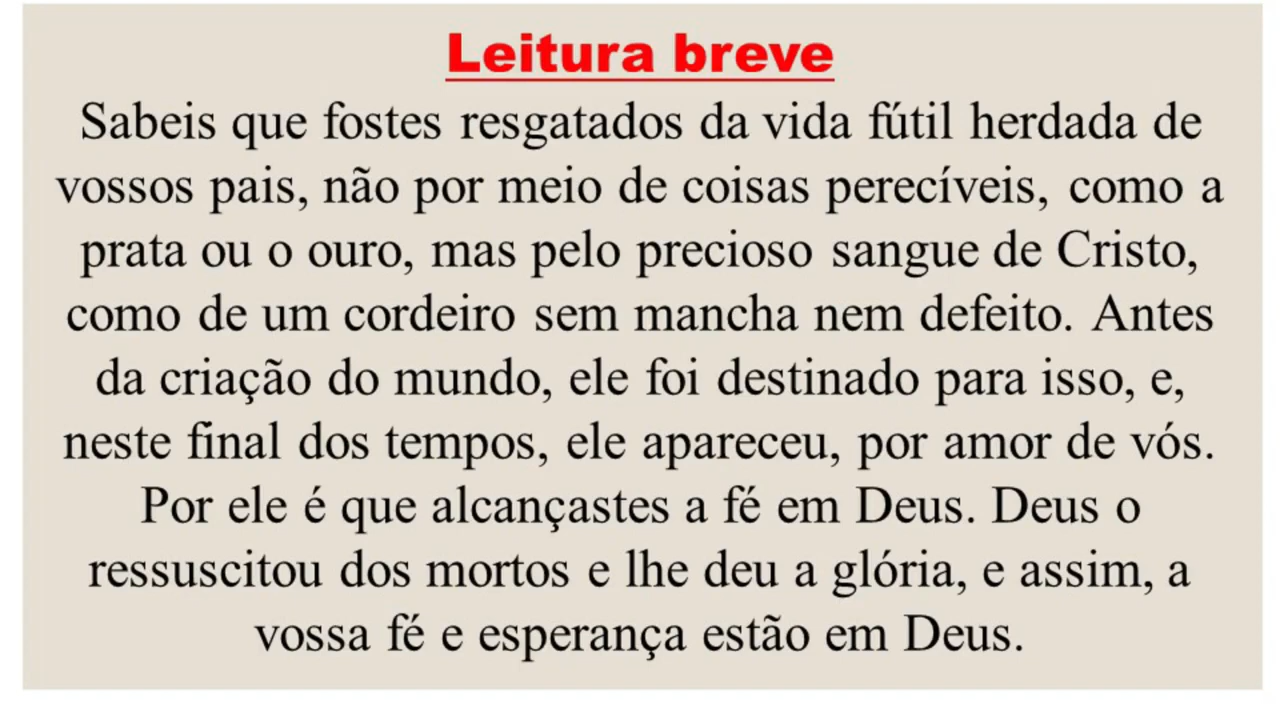 Leitura breve
Sabeis que fostes resgatados da vida fútil herdada de
vossos pais, não por meio de coisas perecíveis, como a
prata ou o ouro, mas pelo precioso sangue de Cristo,
como de um cordeiro sem mancha nem defeito. Antes
da criação do mundo, ele foi destinado para isso, e,
neste final dos tempos, ele apareceu, por amor de vós.
Por ele é que alcançastes a fé em Deus. Deus o
ressuscitou dos mortos e lhe deu a glória, e assim, a
vossa fé e esperança estão em Deus.